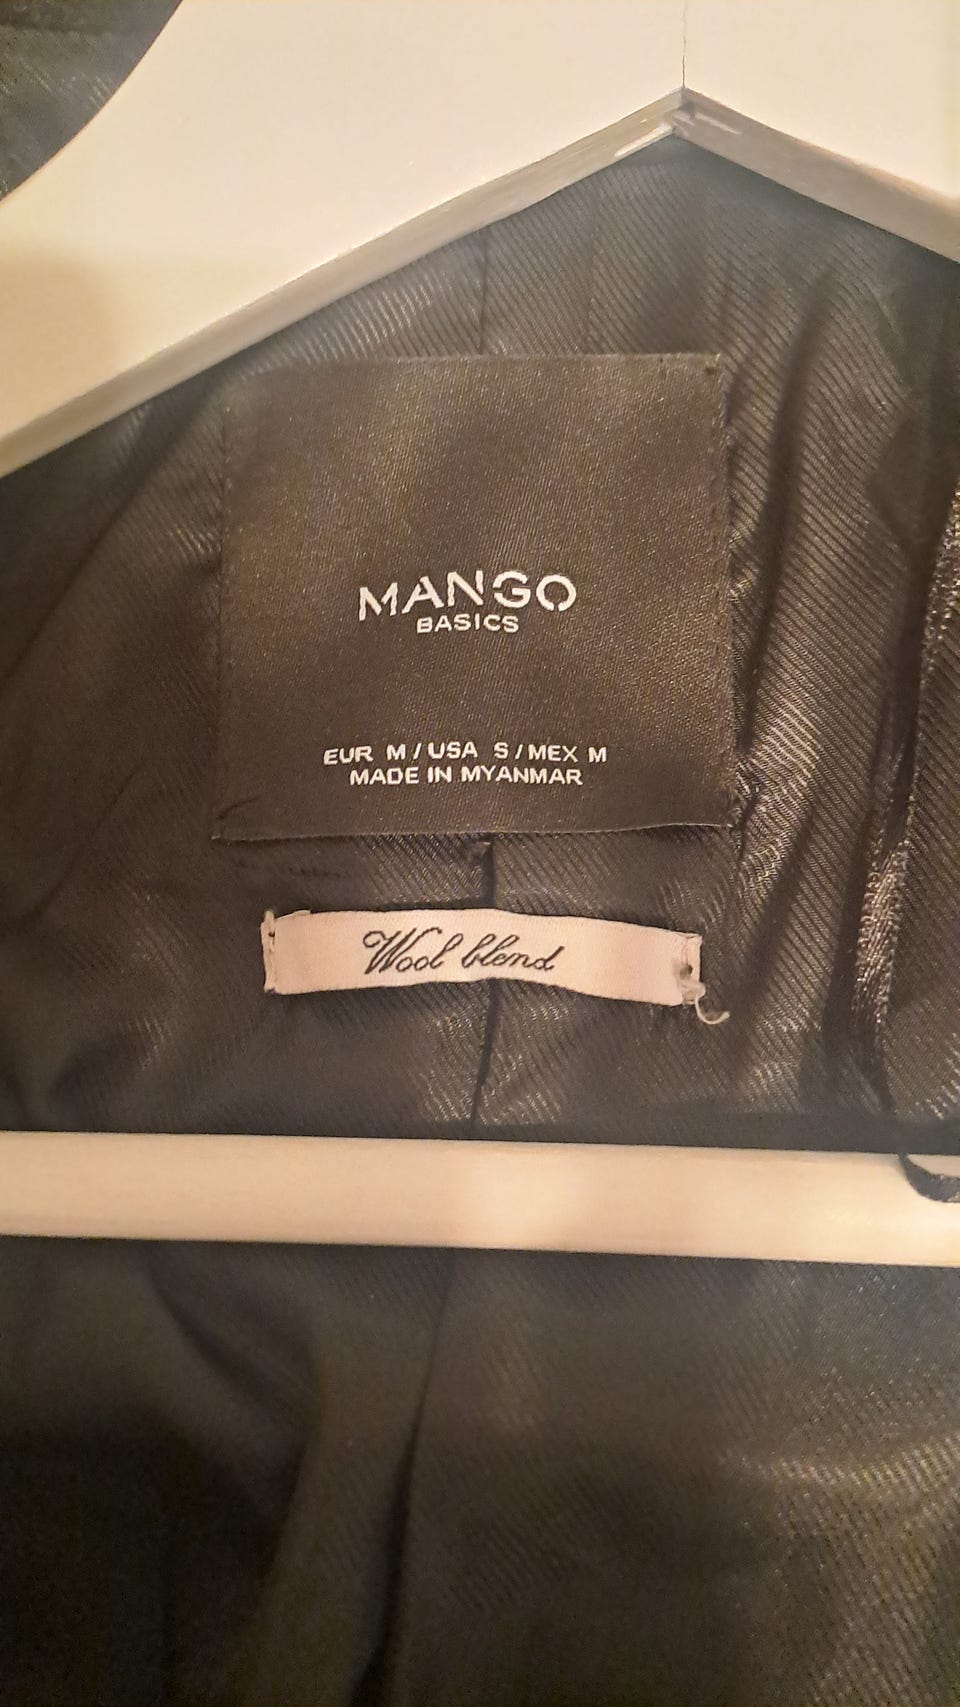 MANGO
BASICS
EUR M / USA S / MEX M
MADE IN MYANMAR
Wool blend